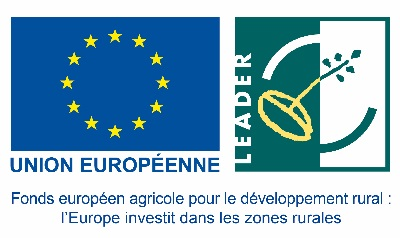 UNION EUROPÉENNE
LEADER
Fonds européen agricole pour le développement rural :
l'Europe investit dans les zones rurales